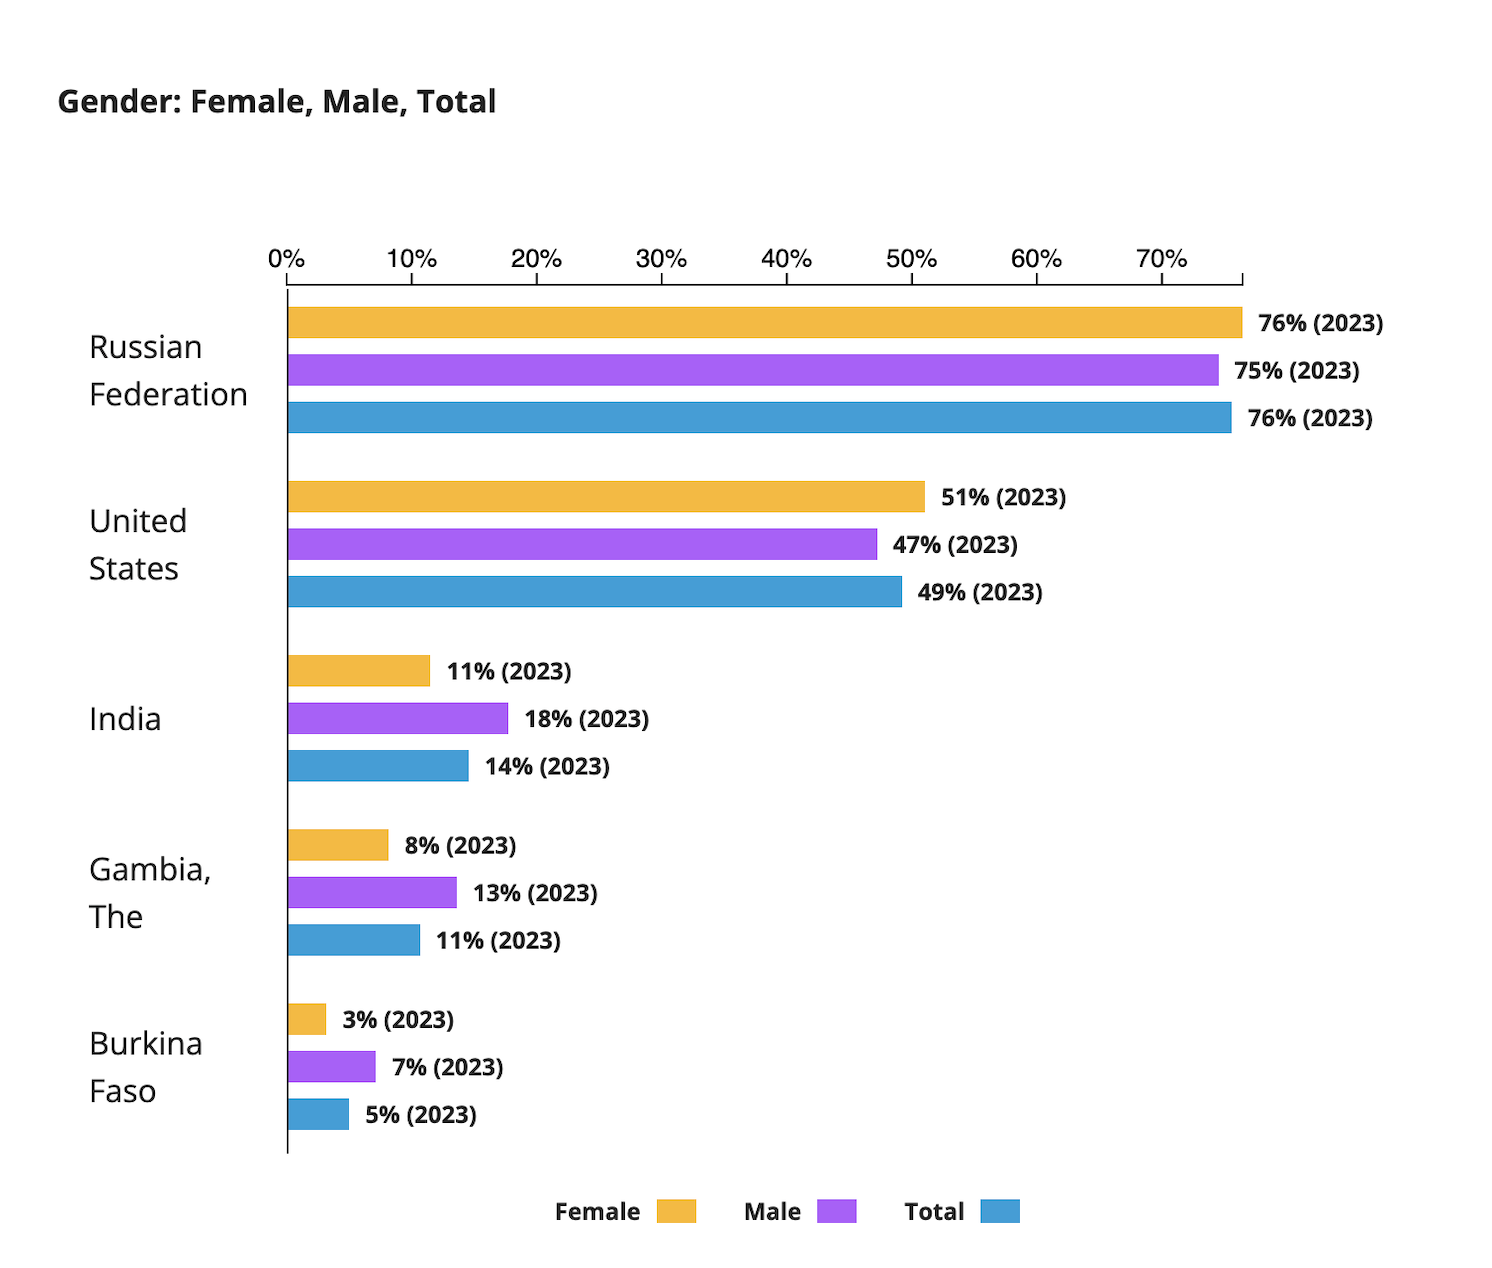 Gender: Female, Male, Total
0% 10% 20% 30% 40% 50% 60% 70%
Russian
Federation
76% (2023)
75% (2023)
76% (2023)
United
States
51% (2023)
47% (2023)
49% (2023)
India
11% (2023)
18% (2023)
14% (2023)
Gambia,
The
8% (2023)
13% (2023)
11% (2023)
Burkina
Faso
3% (2023)
7% (2023)
5% (2023)
Female Male Total